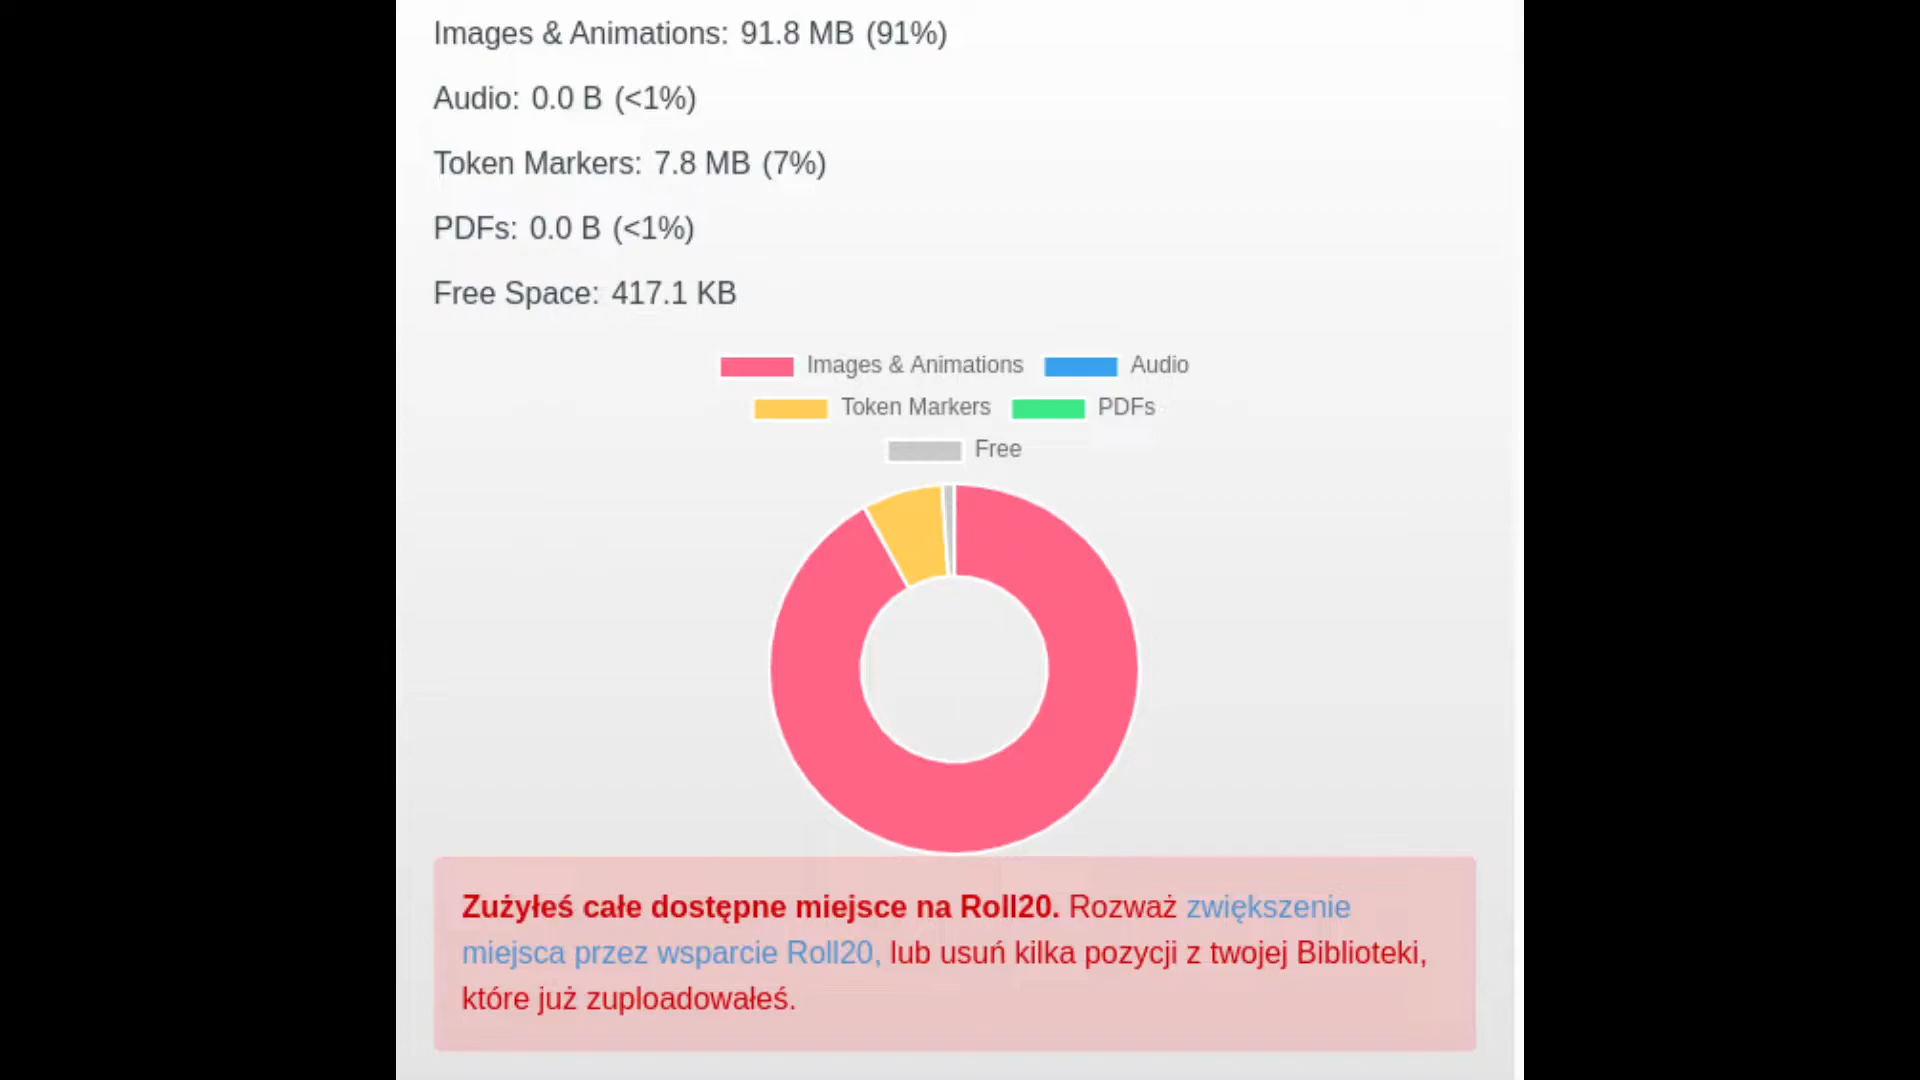 Images & Animations: 91.8 MB (91%)
Audio: 0.0 B (<1%)
Token Markers: 7.8 MB (7%)
PDFs: 0.0 B (<1%)
Free Space: 417.1 KB
Images & Animations Audio
Token Markers PDFs
Free
Zużyłeś całe dostępne miejsce na Roll20. Rozważ zwiększenie
miejsca przez wsparcie Roll20, lub usuń kilka pozycji z twojej Biblioteki,
które już zuploadowałeś.